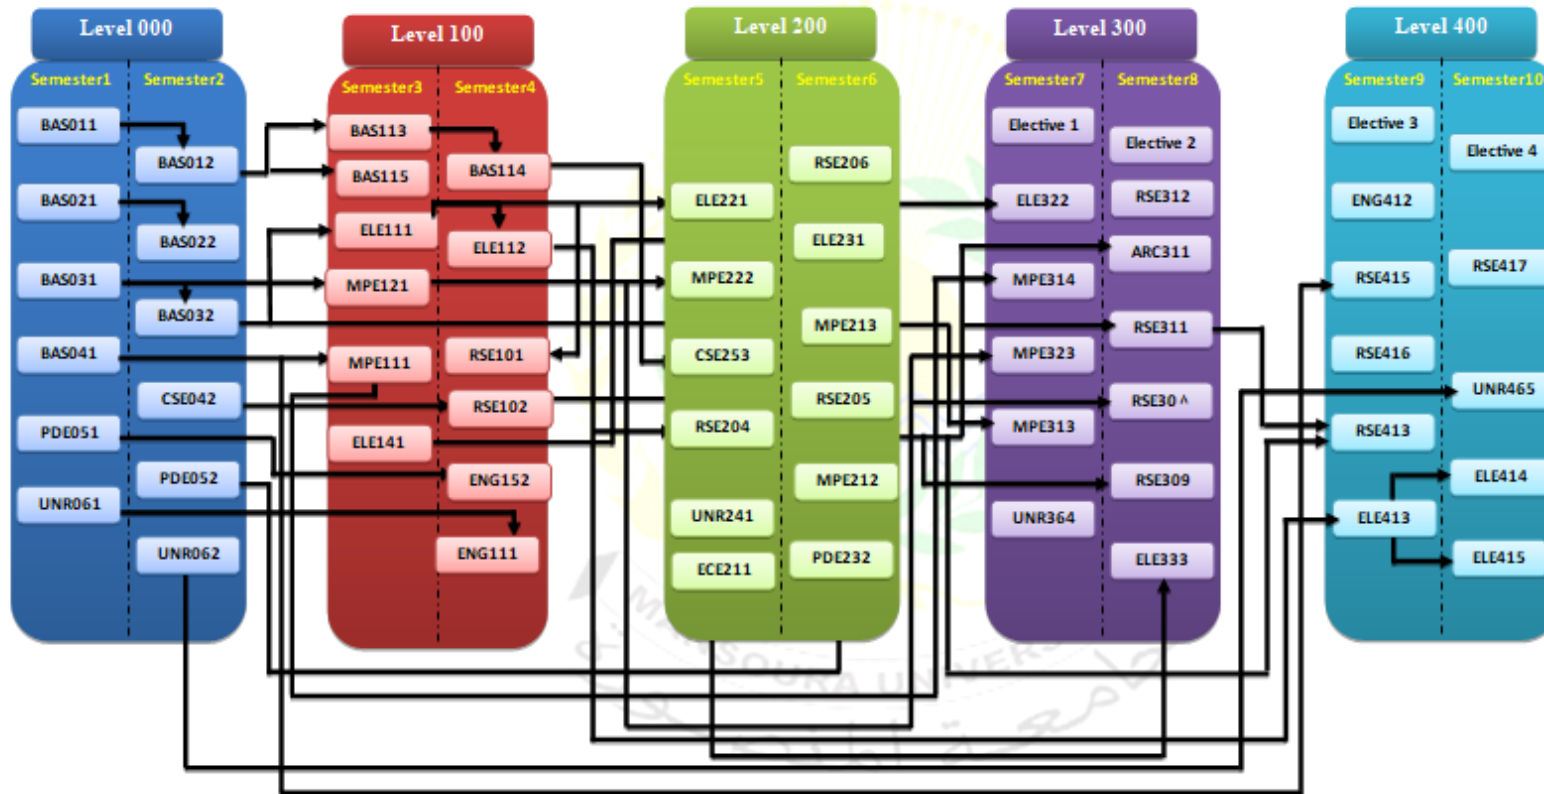 Level 000
Semester1
Semester2
BAS011
BAS012
BAS021
BAS022
BAS031
BAS032
BAS041
CSE042
PDE051
PDE052
UNR061
UNR062
Level 100
Semester3
Semester4
BAS113
BAS115
BAS114
ELE111
ELE112
MPE121
MPE111
RSE101
RSE102
ELE141
ENG152
ENG111
Level 200
Semester5
Semester6
RSE206
ELE221
ELE231
MPE222
MPE213
CSE253
RSE205
RSE204
MPE212
UNR241
PDE232
ECE211
Level 300
Semester7
Semester8
Elective 1
Elective 2
ELE322
RSE312
ARC311
MPE314
RSE311
MPE323
RSE30^
MPE313
RSE309
UNR364
ELE333
Level 400
Semester9
Semester10
Elective 3
Elective 4
ENG412
RSE417
RSE415
RSE416
UNR465
RSE413
ELE414
ELE413
ELE415
MANSOURA UNIVERS
جامعة المنصورة